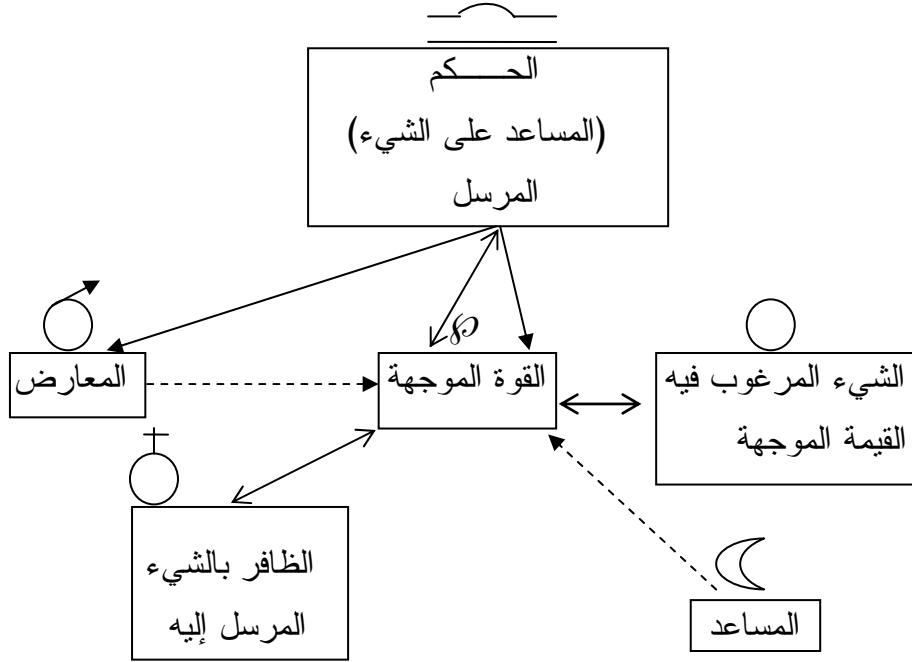 الحـــــكم
(المساعد على الشيء)
المرسل
المعارض
القوة الموجهة
الشيء المرغوب فيه
القيمة الموجهة
الظافر بالشيء
المرسل إليه
المساعد